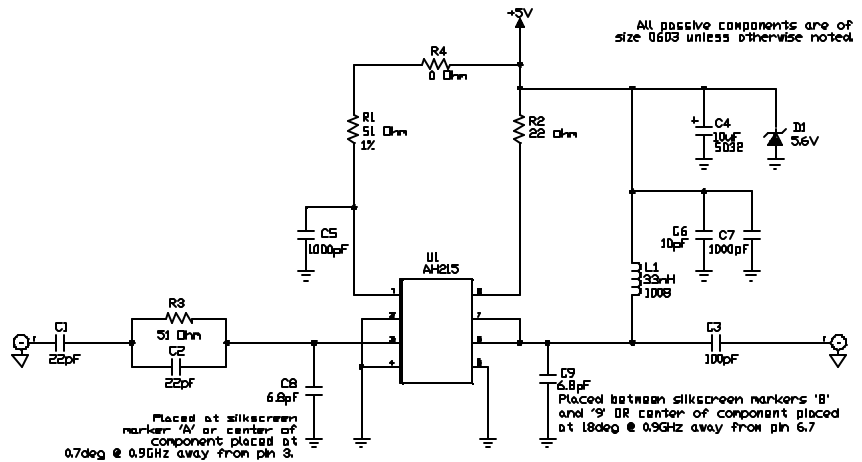 +5V
All passive components are of
size 0603 unless otherwise noted.
R4
0 Ohm
R1
51 Ohm
1%
R2
22 Ohm
C4
10uF
5032
D1
5.6V
C5
1000pF
U1
AH215
C6
10pF
C7
1000pF
L1
33nH
1008
1
2
3
4
8
7
6
5
R3
51 Ohm
C1
22pF
C2
22pF
C3
100pF
C8
6.8pF
C9
6.8pF
Placed at silkscreen
marker 'A' or center of
component placed at
0.7deg @ 0.9GHz away from pin 3.
Placed between silkscreen markers '8'
and '9' OR center of component placed
at 18deg @ 0.9GHz away from pin 6,7